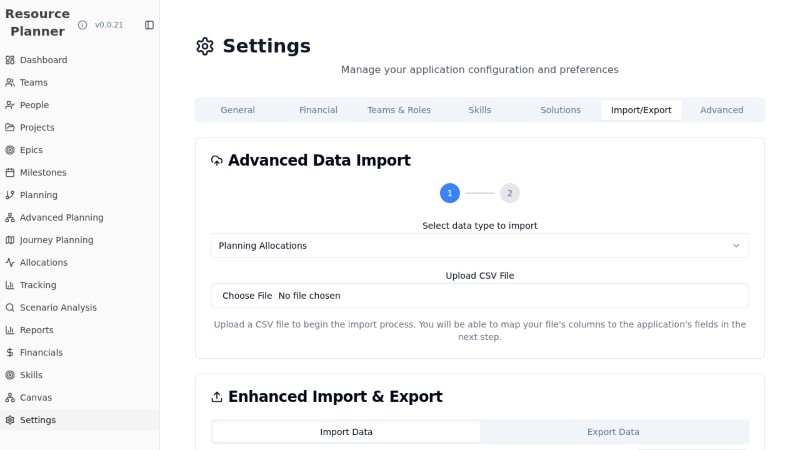 Resource
Planner
v0.0.21
Dashboard
Teams
People
Projects
Epics
Milestones
Planning
Advanced Planning
Journey Planning
Allocations
Tracking
Scenario Analysis
Reports
Financials
Skills
Canvas
Settings
Settings
Manage your application configuration and preferences
General Financial Teams & Roles Skills Solutions Import/Export Advanced
Advanced Data Import
1 2
Select data type to import
Planning Allocations
Upload CSV File
Choose File No file chosen
Upload a CSV file to begin the import process. You will be able to map your file's columns to the application's fields in the
next step.
Enhanced Import & Export
Import Data Export Data